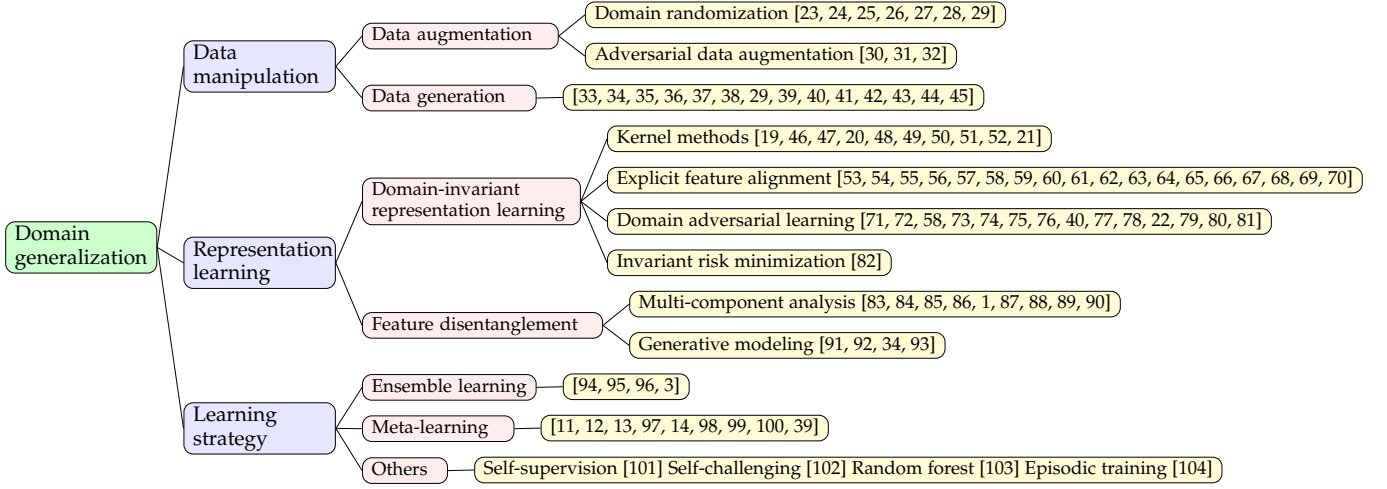 Domain randomization [23, 24, 25, 26, 27, 28, 29]
Data augmentation
Data
manipulation
Adversarial data augmentation [30, 31, 32]
Data generation
[33, 34, 35, 36, 37, 38, 29, 39, 40, 41, 42, 43, 44, 45]
Kernel methods [19, 46, 47, 20, 48, 49, 50, 51, 52, 21]
Domain-invariant
representation learning
Explicit feature alignment [53, 54, 55, 56, 57, 58, 59, 60, 61, 62, 63, 64, 65, 66, 67, 68, 69, 70]
Domain adversarial learning [71, 72, 58, 73, 74, 75, 76, 40, 77, 78, 22, 79, 80, 81]
Domain
generalization
Representation
learning
Invariant risk minimization [82]
Multi-component analysis [83, 84, 85, 86, 1, 87, 88, 89, 90]
Feature disentanglement
Generative modeling [91, 92, 34, 93]
Ensemble learning
[94, 95, 96, 3]
Learning
strategy
Meta-learning
[11, 12, 13, 97, 14, 98, 99, 100, 39]
Others
Self-supervision [101] Self-challenging [102] Random forest [103] Episodic training [104]